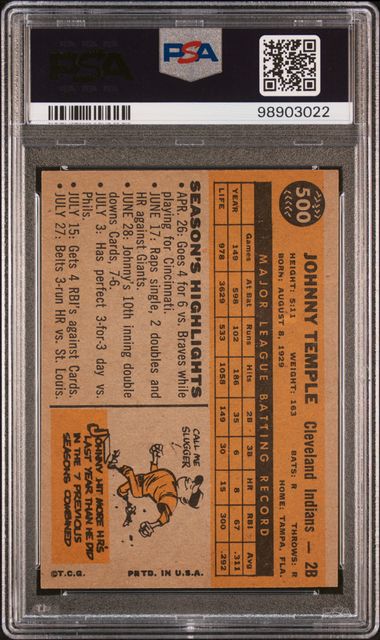 PSA
PSA
98903022
500
JOHNNY TEMPLE Cleveland Indians — 2B
HEIGHT: 5:11 WEIGHT: 163 BATS: R THROWS: R
BORN: AUGUST 8, 1929 HOME: TAMPA, FLA.
MAJOR LEAGUE BATTING RECORD
Games At Bat Runs Hits 2B 3B HR RBI Avg
YEAR 149 598 102 186 35 6 8 67 .311
LIFE 978 3629 533 1058 149 30 15 300 .292
SEASON'S HIGHLIGHTS
• APR. 26: Goes 4 for 6 vs. Braves while
playing for Cincinnati.
• JUNE 17: Raps single, 2 doubles and
HR against Giants.
• JUNE 28: Johnny's 10th inning double
downs Cards, 7-6.
• JULY 3: Has perfect 3-for-3 day vs.
Phils.
• JULY 15: Gets 4 RBI's against Cards.
• JULY 27: Belts 3-run HR vs. St. Louis.
CALL ME
SLUGGER
JOHNNY HIT MORE HR'S
LAST YEAR THAN HE DID
IN THE 7 PREVIOUS
SEASONS COMBINED
©T.C.G. PRTD. IN U.S.A.